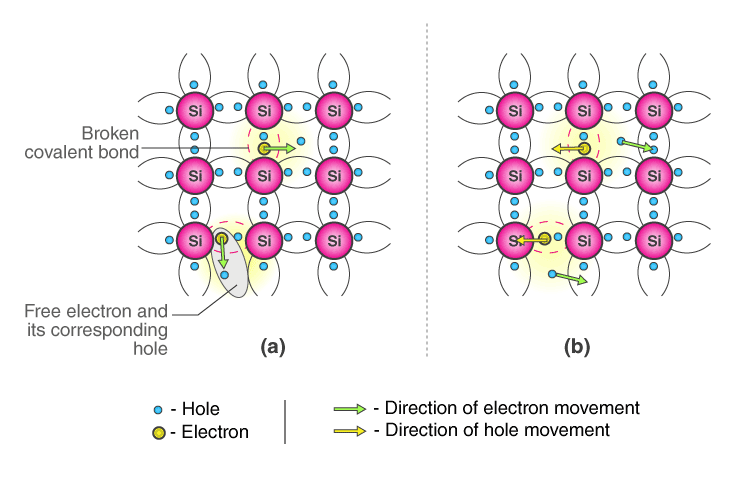 Si Si Si
Broken
covalent bond
Si Si Si
Si Si Si
Free electron and
its corresponding
hole
(a)
Si Si Si
Si Si Si
S Si Si
(b)
- Hole
- Electron
- Direction of electron movement
- Direction of hole movement